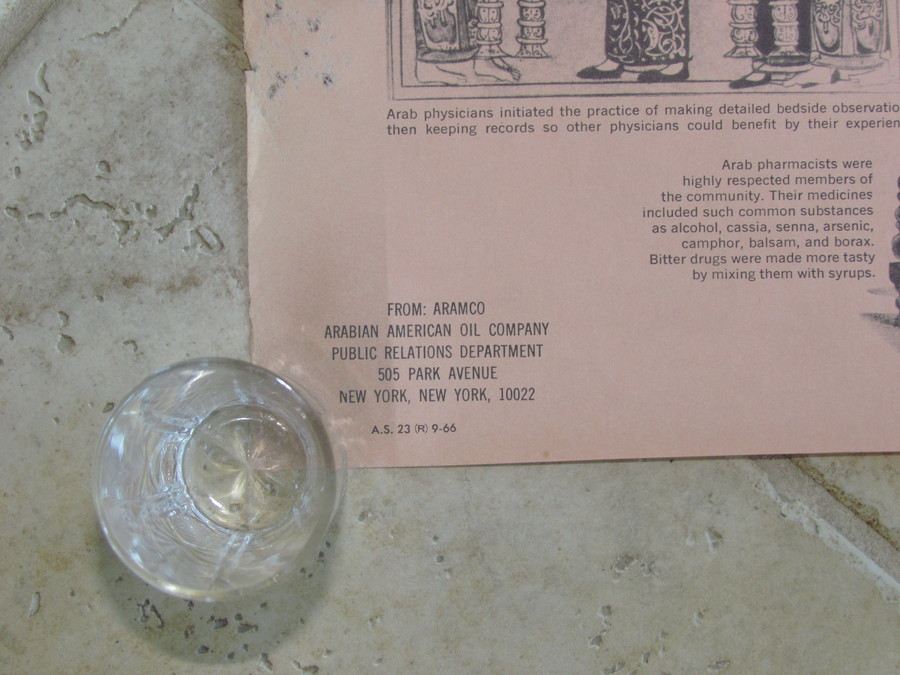 Arab physicians initiated the practice of making detailed bedside
then keeping records so other physicians could benefit by their
Arab pharmacists were
highly respected members of
the community. Their medicines
included such common substances
as alcohol, cassia, senna, arsenic,
camphor, balsam, and borax.
Bitter drugs were made more tasty
by mixing them with syrups.
FROM: ARAMCO
ARABIAN AMERICAN OIL COMPANY
PUBLIC RELATIONS DEPARTMENT
505 PARK AVENUE
NEW YORK, NEW YORK, 10022
A.S. 23 (R) 9-66